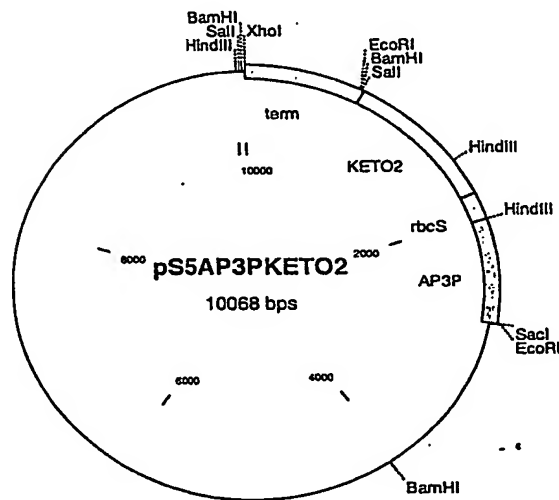 BamHI
SalI
XhoI
HindIII
EcoRI
BamHI
SalI
term
HindIII
10000
KETO2
HindIII
rbcS
8000
pS5AP3PKETO2
2000
AP3P
10068 bps
SacI
EcoRI
6000
4000
BamHI